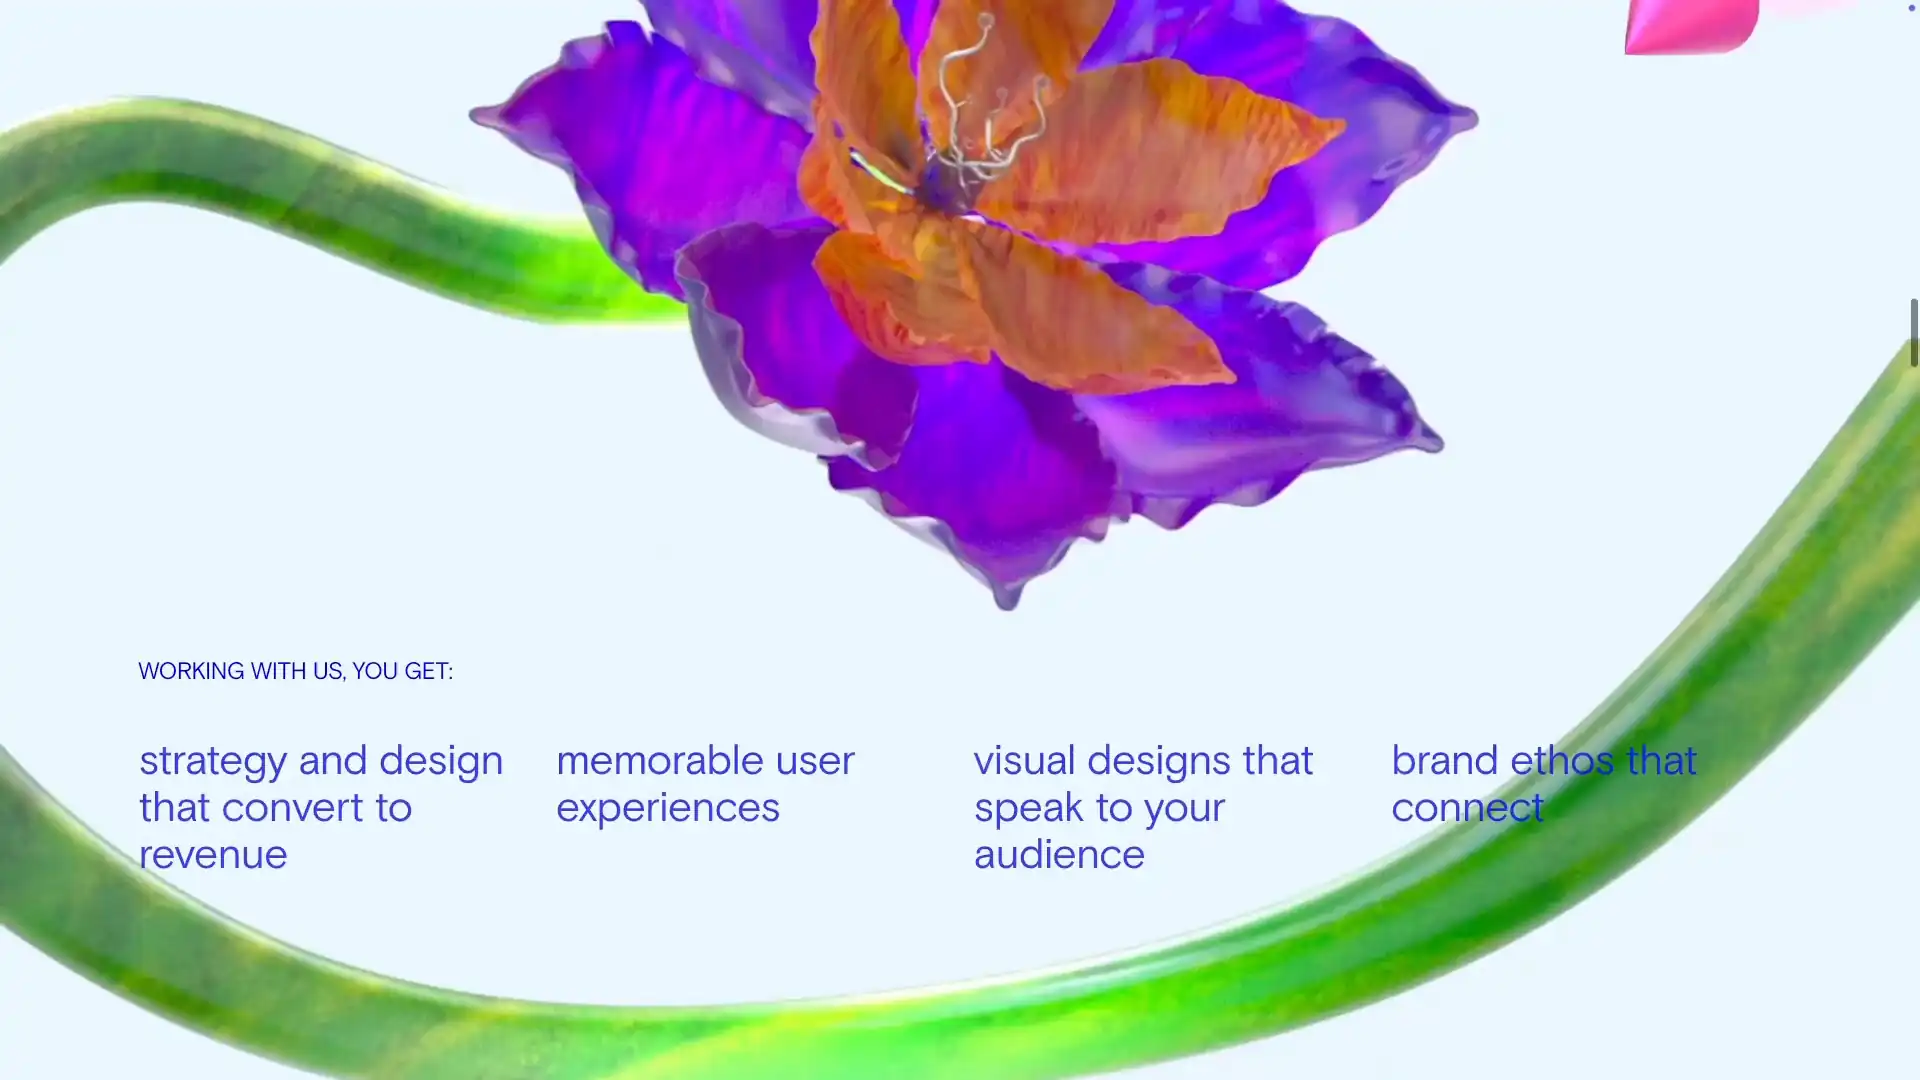 WORKING WITH US, YOU GET:
strategy and design
that convert to
revenue
memorable user
experiences
visual designs that
speak to your
audience
brand ethos that
connect